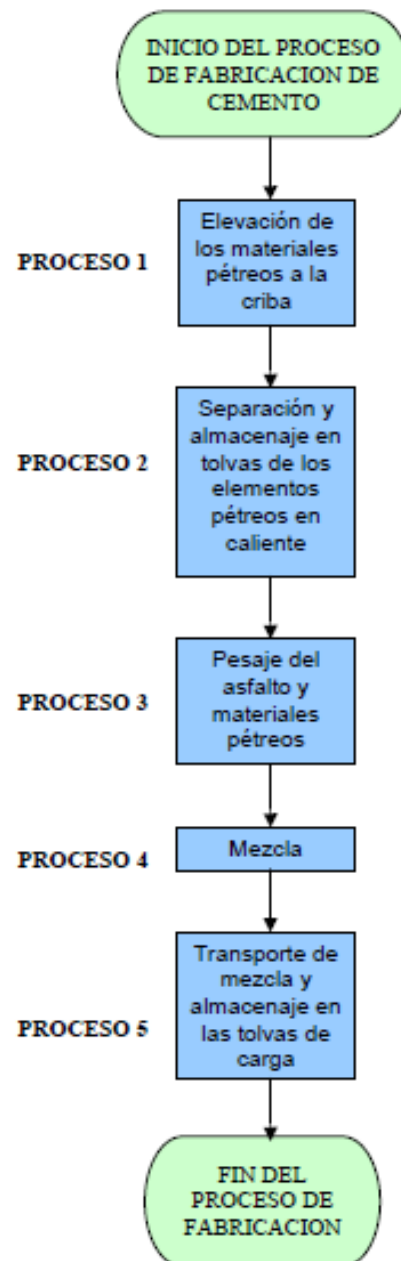 INICIO DEL PROCESO
DE FABRICACION DE
CEMENTO
PROCESO 1
Elevación de
los materiales
pétreos a la
criba
PROCESO 2
Separación y
almacenaje en
tolvas de los
elementos
pétreos en
caliente
PROCESO 3
Pesaje del
asfalto y
materiales
pétreos
PROCESO 4
Mezcla
PROCESO 5
Transporte de
mezcla y
almacenaje en
las tolvas de
carga
FIN DEL
PROCESO DE
FABRICACION